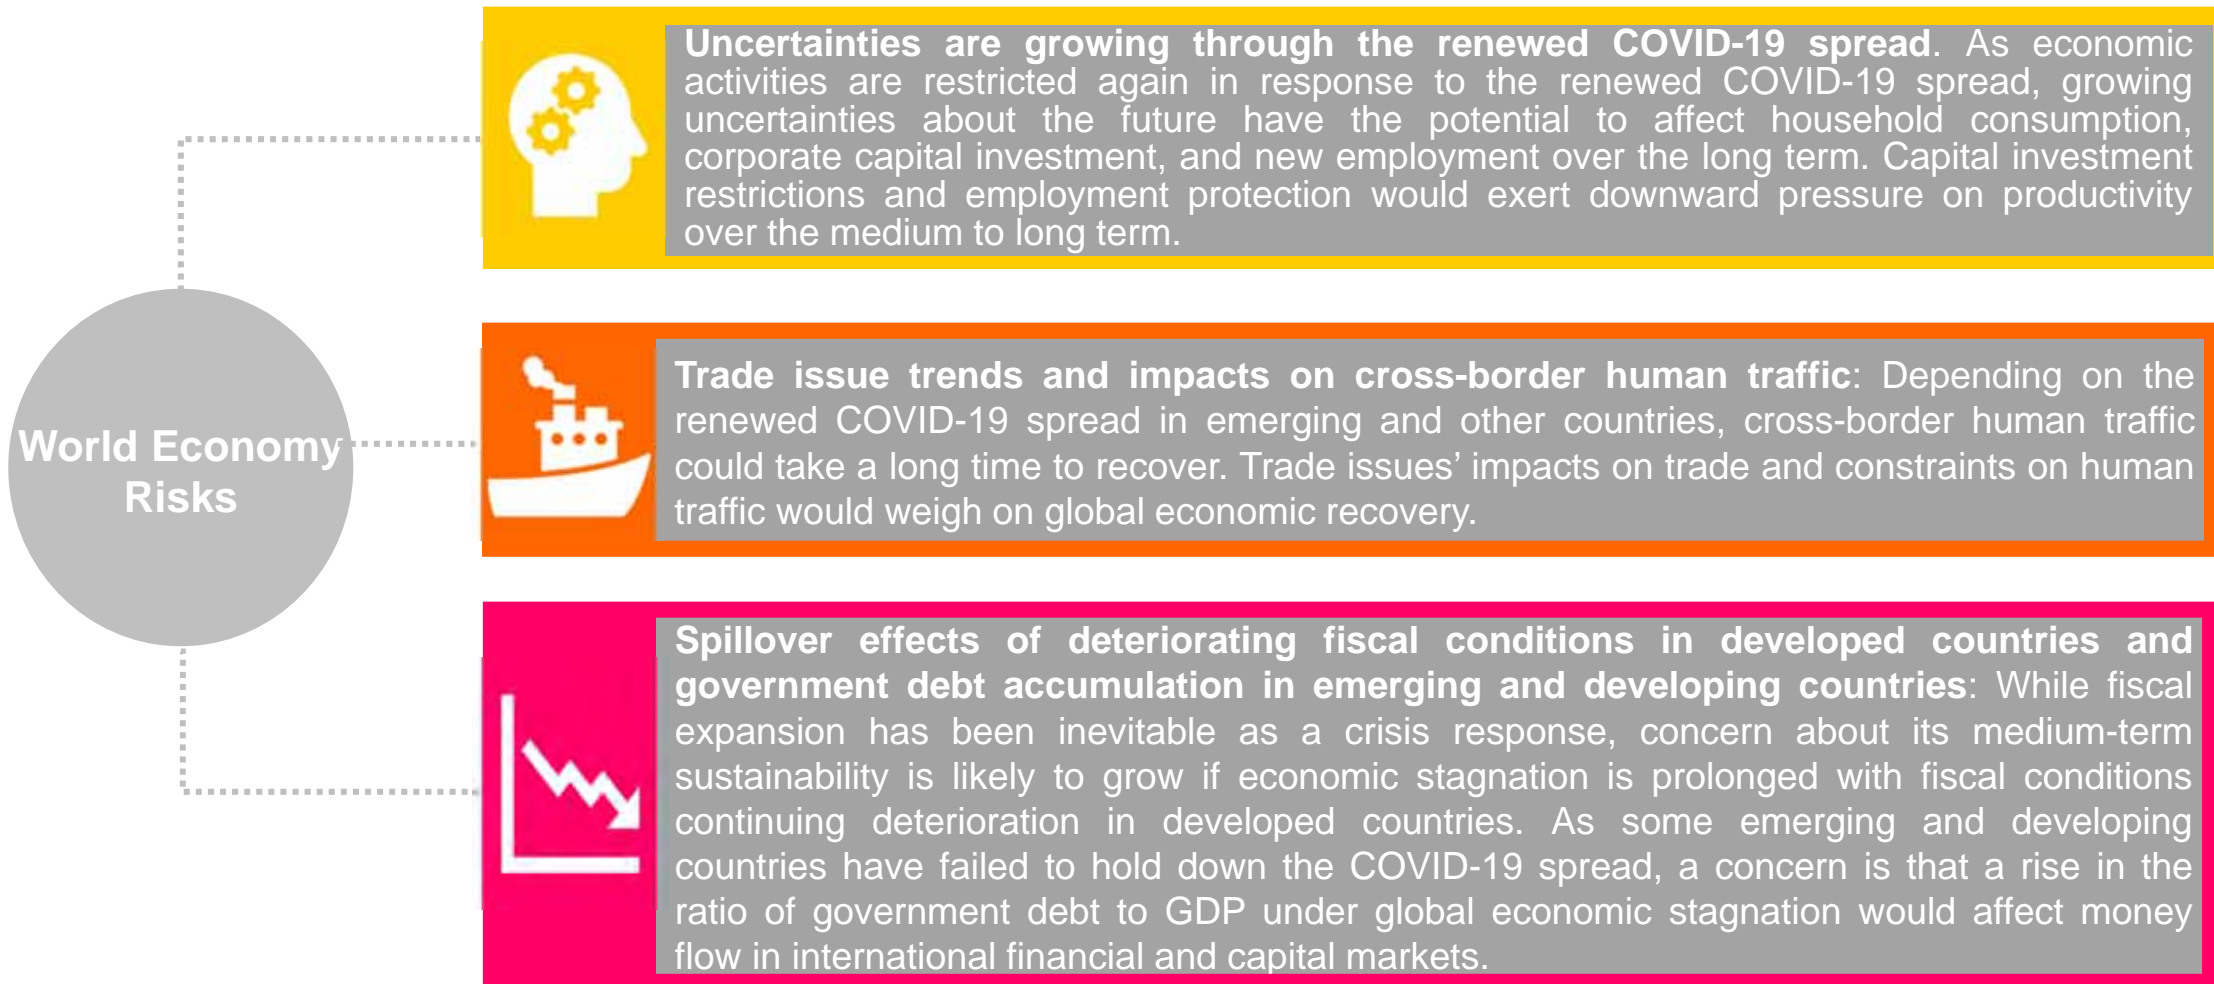 Uncertainties are growing through the renewed COVID-19 spread. As economic
activities are restricted again in response to the renewed COVID-19 spread, growing
uncertainties about the future have the potential to affect household consumption,
corporate capital investment, and new employment over the long term. Capital investment
restrictions and employment protection would exert downward pressure on productivity
over the medium to long term.
World Economy
Risks
Trade issue trends and impacts on cross-border human traffic: Depending on the
renewed COVID-19 spread in emerging and other countries, cross-border human traffic
could take a long time to recover. Trade issues’ impacts on trade and constraints on human
traffic would weigh on global economic recovery.
Spillover effects of deteriorating fiscal conditions in developed countries and
government debt accumulation in emerging and developing countries: While fiscal
expansion has been inevitable as a crisis response, concern about its medium-term
sustainability is likely to grow if economic stagnation is prolonged with fiscal conditions
continuing deterioration in developed countries. As some emerging and developing
countries have failed to hold down the COVID-19 spread, a concern is that a rise in the
ratio of government debt to GDP under global economic stagnation would affect money
flow in international financial and capital markets.